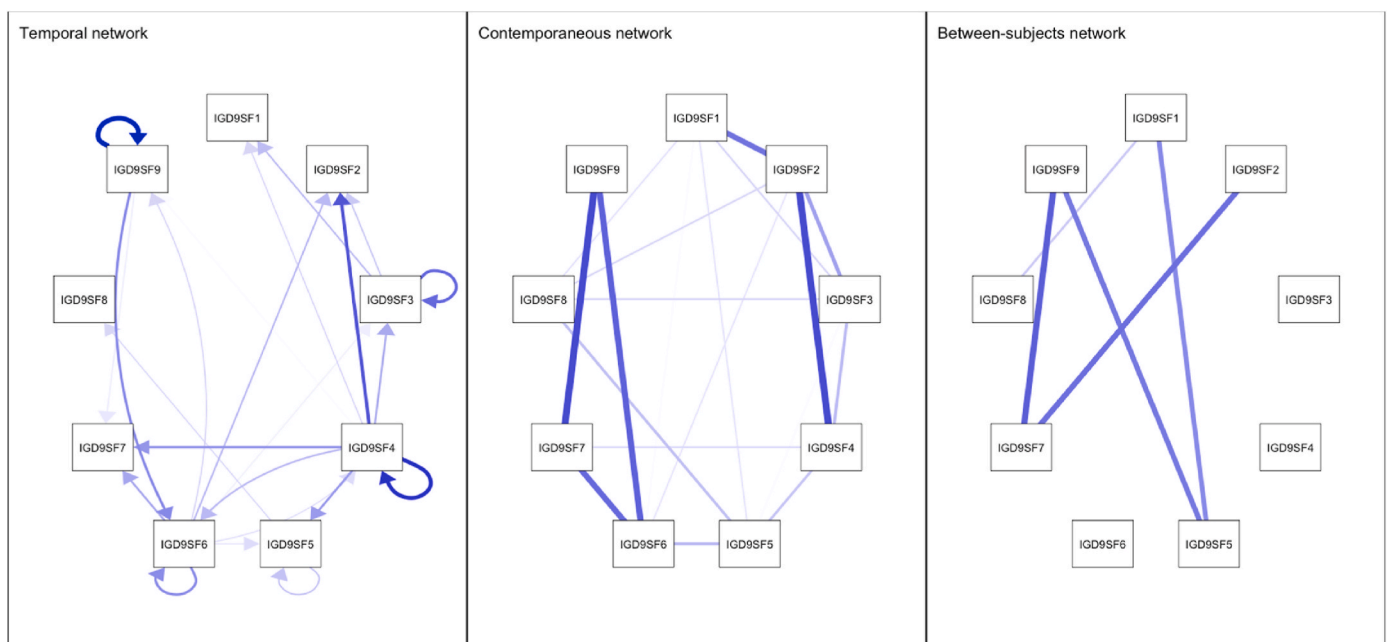 Temporal network
IGD9SF1
IGD9SF9
IGD9SF2
IGD9SF8
IGD9SF3
IGD9SF7
IGD9SF4
IGD9SF6
IGD9SF5
Contemporaneous network
IGD9SF1
IGD9SF9
IGD9SF2
IGD9SF8
IGD9SF3
IGD9SF7
IGD9SF4
IGD9SF6
IGD9SF5
Between-subjects network
IGD9SF1
IGD9SF9
IGD9SF2
IGD9SF8
IGD9SF3
IGD9SF7
IGD9SF4
IGD9SF6
IGD9SF5